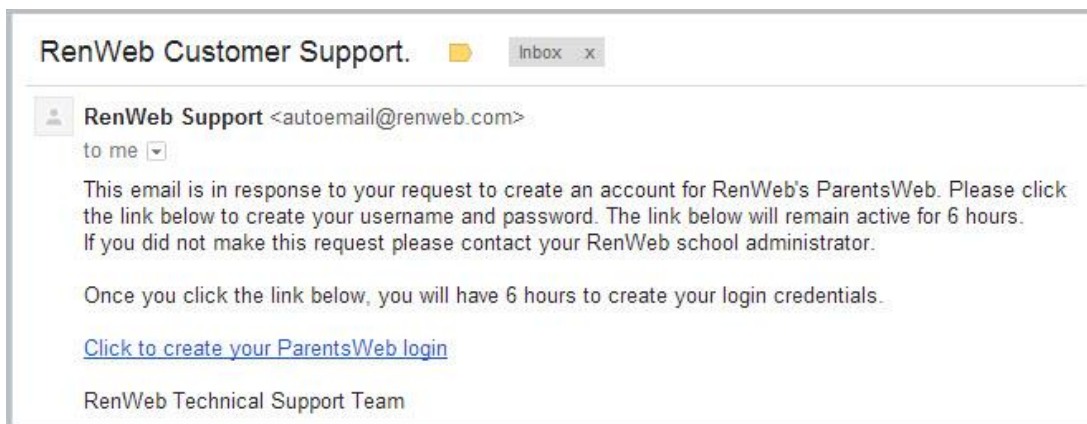 RenWeb Customer Support. Inbox x
RenWeb Support <autoemail@renweb.com>
to me
This email is in response to your request to create an account for RenWeb's ParentsWeb. Please click
the link below to create your username and password. The link below will remain active for 6 hours.
If you did not make this request please contact your RenWeb school administrator.
Once you click the link below, you will have 6 hours to create your login credentials.
Click to create your ParentsWeb login
RenWeb Technical Support Team